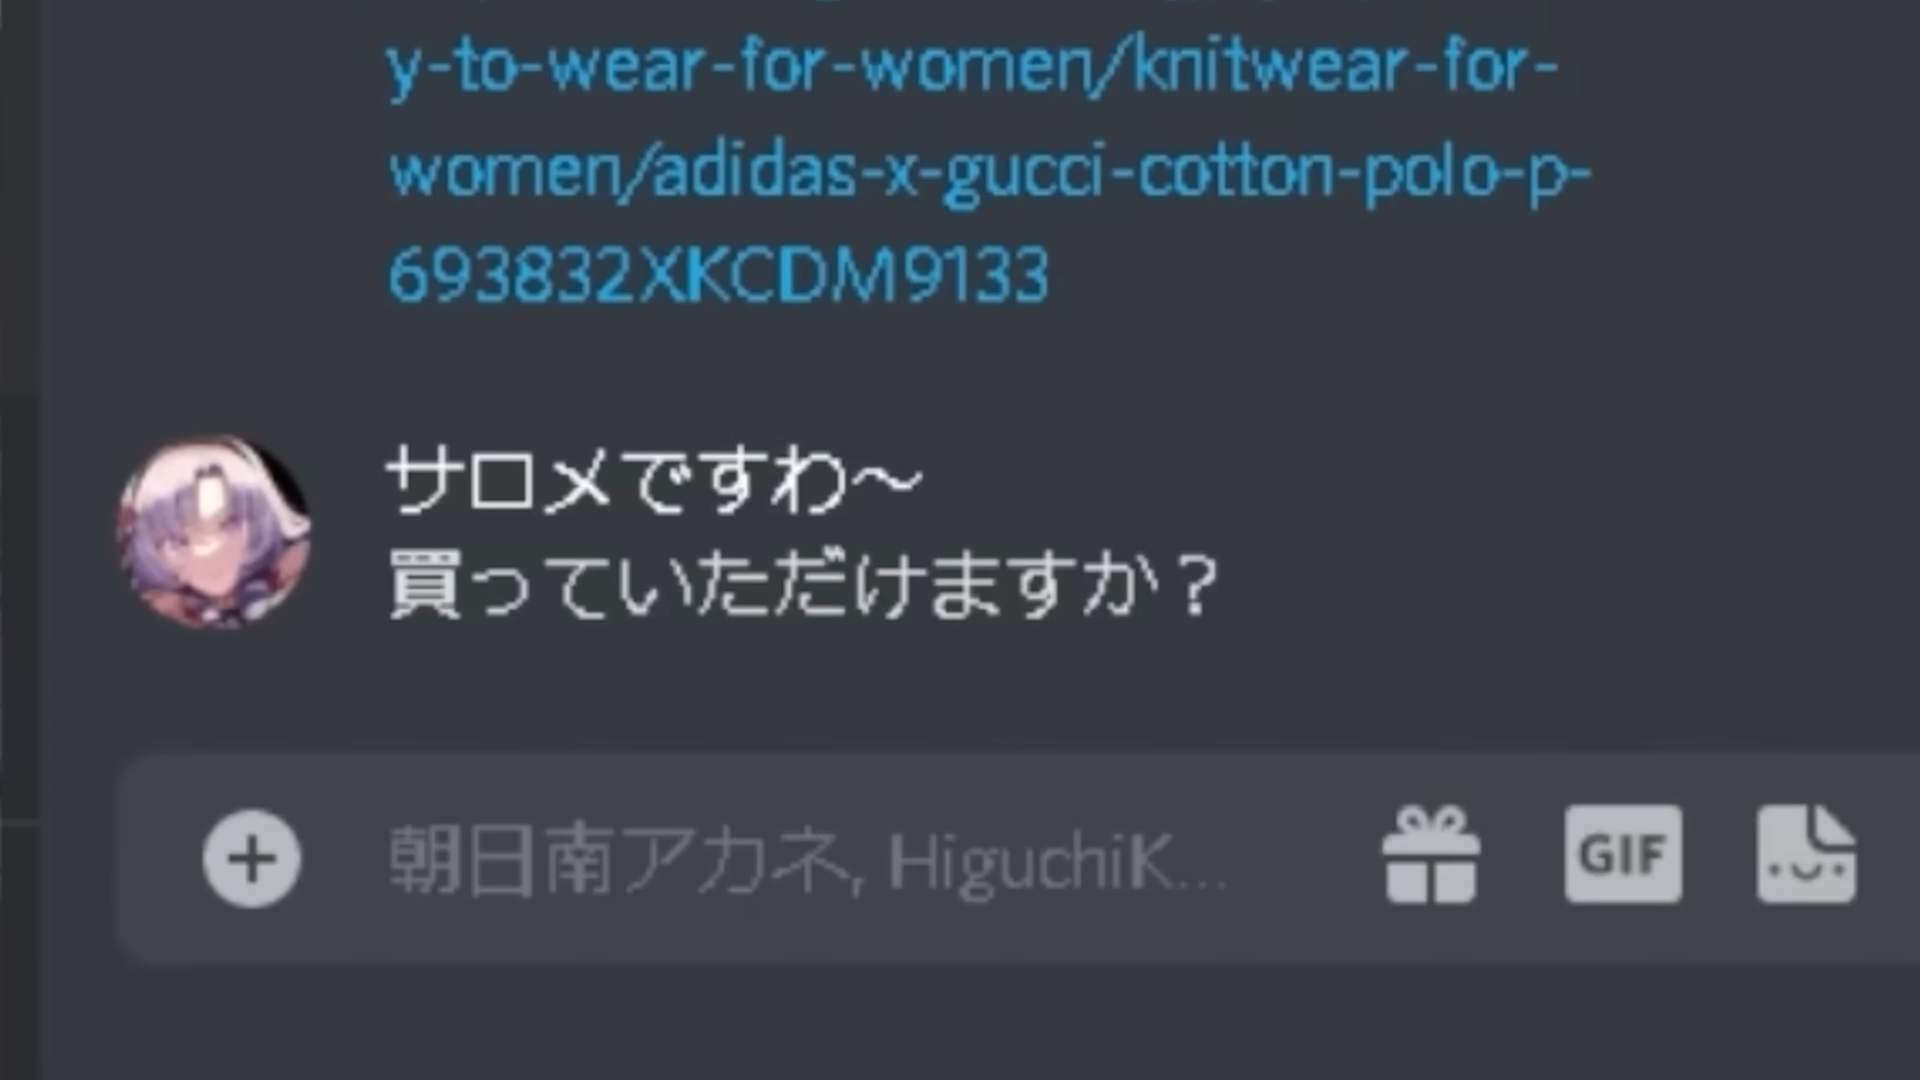 y-to-wear-for-women/knitwear-for-
women/adidas-x-gucci-cotton-polo-p-
693832XKCDM9133
サロメですわ～
買っていただけますか？
朝日南アカネ, HiguchiK...
GIF